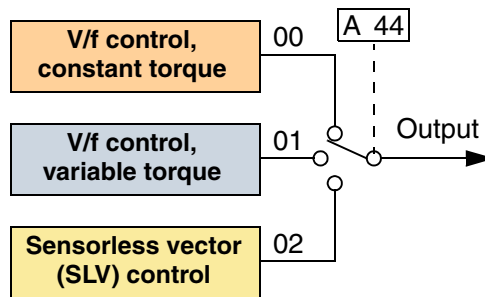 V/f control,
constant torque
00
A 44
V/f control,
variable torque
01
Output
Sensorless vector
(SLV) control
02